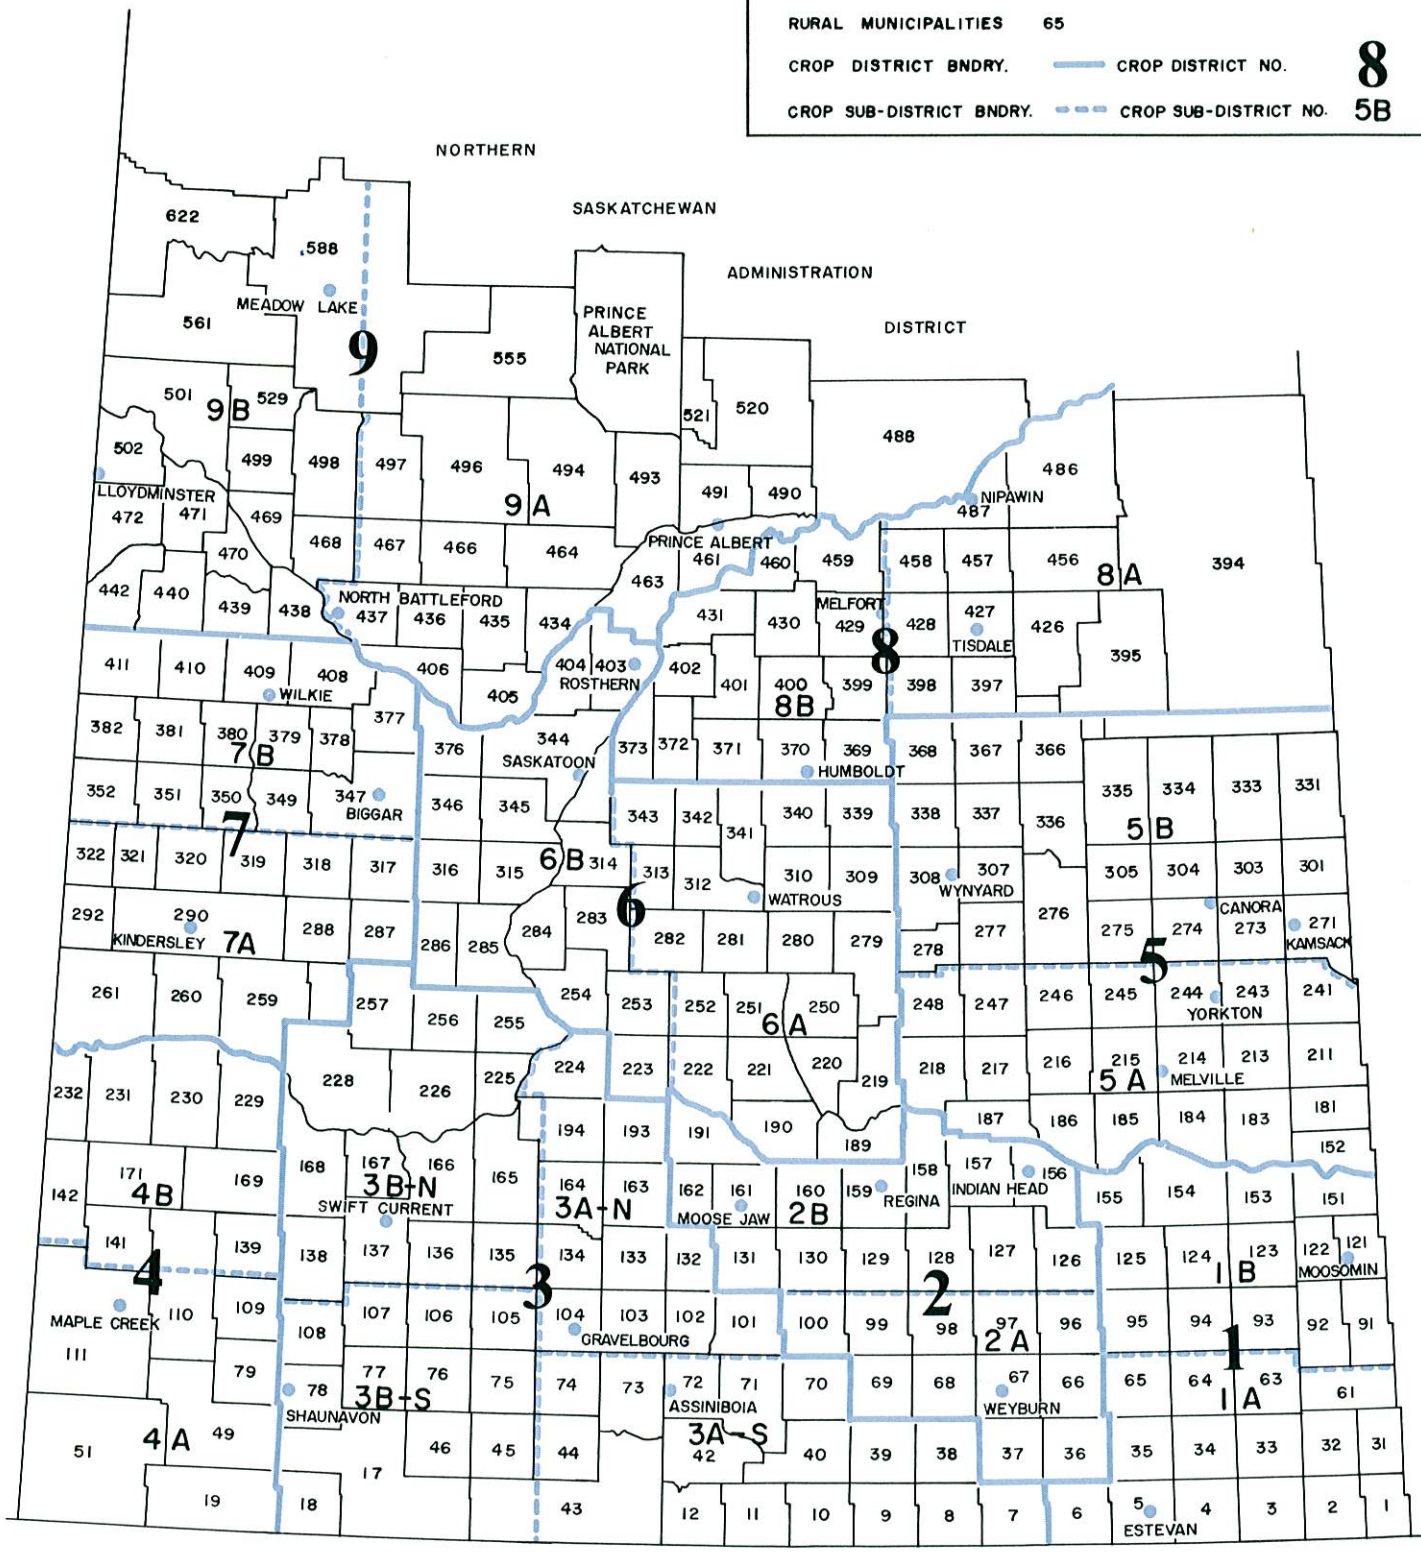 RURAL MUNICIPALITIES 65
CROP DISTRICT BNDRY. CROP DISTRICT NO. 8
CROP SUB-DISTRICT BNDRY. CROP SUB-DISTRICT NO. 5B
NORTHERN
SASKATCHEWAN
ADMINISTRATION
DISTRICT
622
588
MEADOW LAKE
561
9
555
PRINCE
ALBERT
NATIONAL
PARK
501 529
9B
521 520
488
502 499 498 497 496 494 493
486
LLOYDMINSTER
9A
491 490
NIPAWIN
487
472 471 469
468 467 466 464
PRINCE ALBERT
470
461 460 459 458 457 456
8A
394
463
442 440 439 438
NORTH BATTLEFORD
437 436 435 434
431 430
MELFORT
429 428 427 426
TISDALE
8
395
411 410 409 408
WILKIE
406 405 404 403
ROSTHERN
402 401 400 399 398 397
8B
377
382 381 380 379 378
7B
376 344
SASKATOON
373 372 371 370 369 368 367 366
HUMBOLDT
352 351 350 349 347
BIGGAR
346 345
343 342 341 340 339 338 337 336
335 334 333 331
5B
7
322 321 320 319 318 317 316 315
6B
314 313 312 310 309 308 307
WATROUS
WYNYARD
305 304 303 301
6
292 290 288 287 286 285 284 283
KINDERSLEY 7A
282 281 280 279 278 277 276 275 274 273 271
CANORA
KAMSACK
5
261 260 259 257 256 255 254 253 252 251 250
6A
248 247 246 245 244 243 241
YORKTON
232 231 230 229 228 226 225 224 223 222 221 220 219
218 217 216 215 214 213 211
5A
MELVILLE
194 193 191 190 189 187 186 185 184 183 181
152
142 171 169
4B
168 167 166 165
3B-N
SWIFT CURRENT
164 163
3A-N
162 161 160 159 158 157 156
MOOSE JAW 2B
REGINA
INDIAN HEAD
155 154 153 151
141 139 138 137 136 135 134 133 132 131 130 129 128 127 126 125 124 123 122 121
1B
MOOSOMIN
4
3
2
MAPLE CREEK
110 109 108 107 106 105 104 103 102 101 100 99 98 97 96 95 94 93 92 91
GRAVELBOURG
2A
1
111
79 78 77 76 75 74 73 72 71 70 69 68 67 66 65 64 63 61
SHAUNAVON
3B-S
ASSINIBOIA
WEYBURN
1A
3A-S
51
4A
49
17
46 45 44 42 40 39 38 37 36 35 34 33 32 31
19 18 43 12 11 10 9 8 7 6 5 4 3 2 1
ESTEVAN